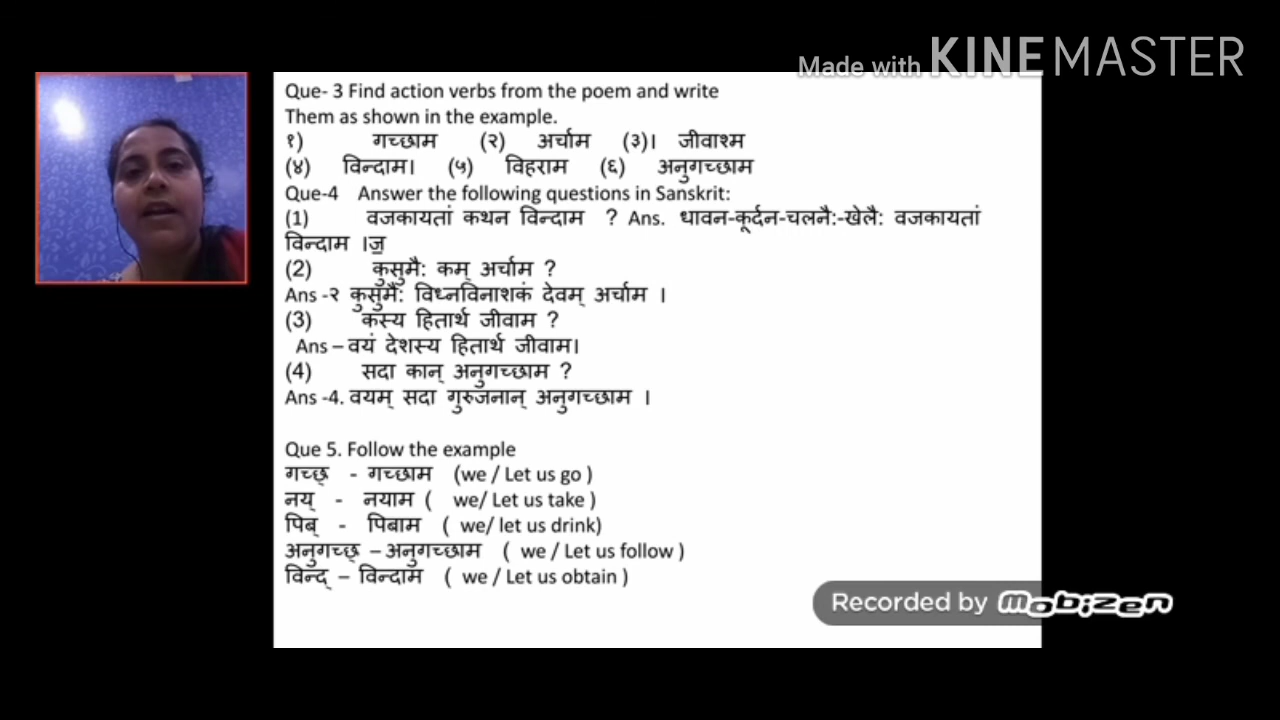 Made with KINEMASTER
Que- 3 Find action verbs from the poem and write
Them as shown in the example.
१) गच्छाम (२) अर्चाम (३)। जीवाश्म
(४) विन्दाम। (५) विहराम (६) अनुगच्छाम
Que-4 Answer the following questions in Sanskrit:
(1) वजकायतां कथन विन्दाम ? Ans. धावन-कूर्दन-चलनै:-खेलै: वजकायतां
विन्दाम ।ज॒
(2) कुसुमै: कम् अर्चाम ?
Ans -२ कुसुमै: विध्नविनाशकं देवम् अर्चाम ।
(3) कस्य हितार्थ जीवाम ?
Ans – वयं देशस्य हितार्थ जीवाम।
(4) सदा कान् अनुगच्छाम ?
Ans -4. वयम् सदा गुरुजनान् अनुगच्छाम ।
Que 5. Follow the example
गच्छ् - गच्छाम (we / Let us go )
नय् - नयाम ( we/ Let us take )
पिब् - पिबाम ( we/ let us drink)
अनुगच्छ् – अनुगच्छाम ( we / Let us follow )
विन्द् – विन्दाम ( we / Let us obtain )
Recorded by mobizen